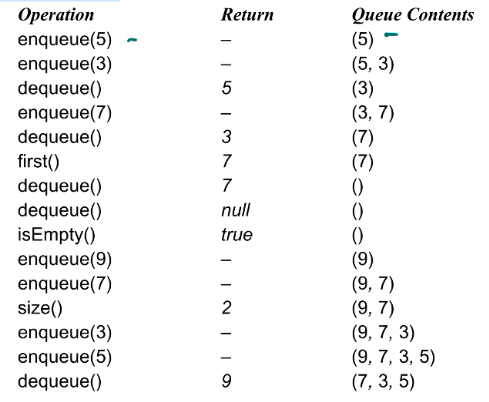 Operation Return Queue Contents
enqueue(5) – (5)
enqueue(3) – (5, 3)
dequeue() 5 (3)
enqueue(7) – (3, 7)
dequeue() 3 (7)
first() 7 (7)
dequeue() 7 ()
dequeue() null ()
isEmpty() true ()
enqueue(9) – (9)
enqueue(7) – (9, 7)
size() 2 (9, 7)
enqueue(3) – (9, 7, 3)
enqueue(5) – (9, 7, 3, 5)
dequeue() 9 (7, 3, 5)